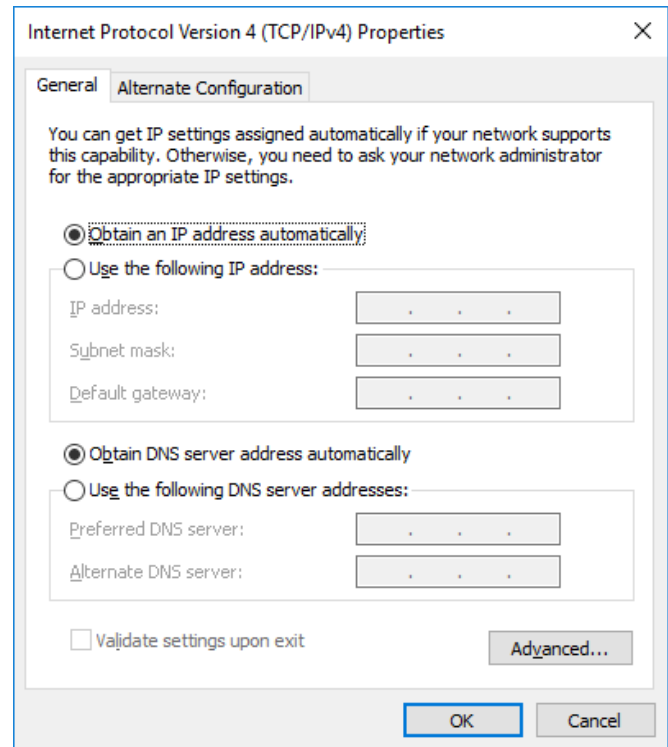 Internet Protocol Version 4 (TCP/IPv4) Properties
General
Alternate Configuration
You can get IP settings assigned automatically if your network supports
this capability. Otherwise, you need to ask your network administrator
for the appropriate IP settings.
Obtain an IP address automatically
Use the following IP address:
IP address:
Subnet mask:
Default gateway:
Obtain DNS server address automatically
Use the following DNS server addresses:
Preferred DNS server:
Alternate DNS server:
Validate settings upon exit
Advanced...
OK
Cancel